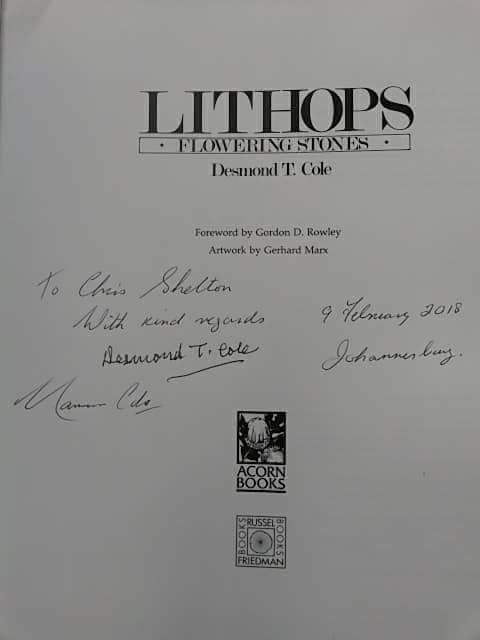 LITHOPS
· FLOWERING STONES ·
Desmond T. Cole
Foreword by Gordon D. Rowley
Artwork by Gerhard Marx
To Chris Shelton
With kind regards
9 February 2018
Desmond T. Cole
Johannesburg.
Cole
ACORN
BOOKS
RUSSEL
BOOKS
BOOKS
FRIEDMAN